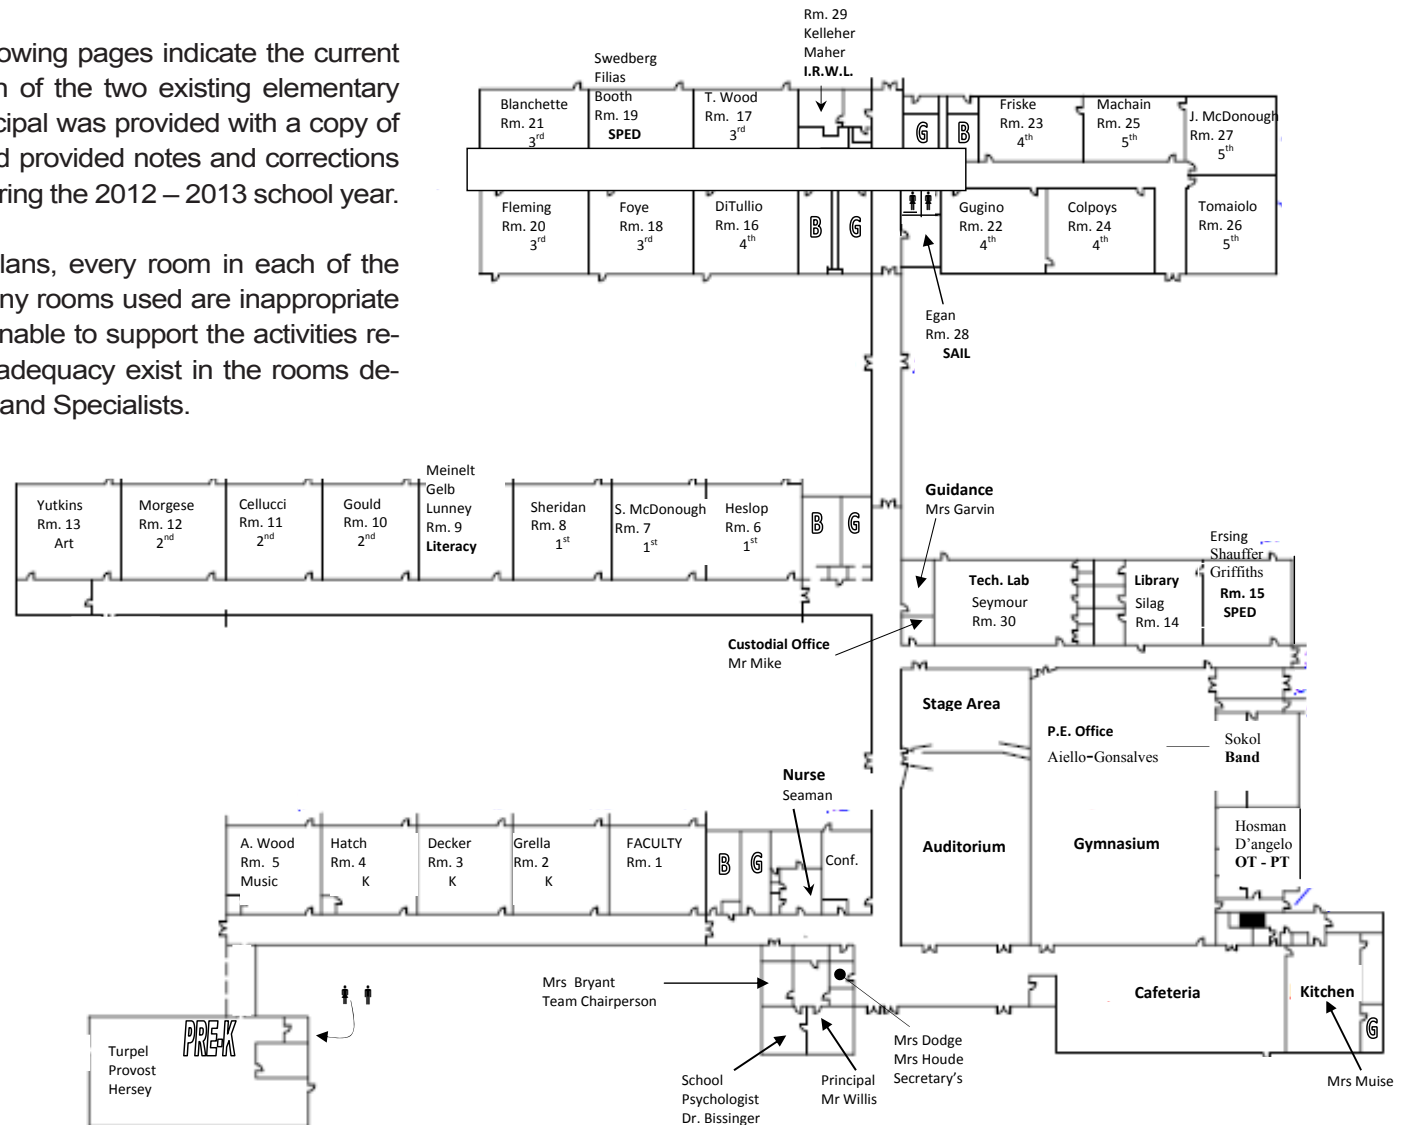 owing pages indicate the current
of the two existing elementary
cipal was provided with a copy of
d provided notes and corrections
ring the 2012 – 2013 school year.
lans, every room in each of the
ny rooms used are inappropriate
nable to support the activities re-
adequacy exist in the rooms de-
and Specialists.
Rm. 29
Kelleher
Maher
I.R.W.L.
Blanchette
Rm. 21
3rd
Swedberg
Filias
Booth
Rm. 19
SPED
T. Wood
Rm. 17
3rd
G
B
Friske
Rm. 23
4th
Machain
Rm. 25
5th
J. McDonough
Rm. 27
5th
Fleming
Rm. 20
3rd
Foye
Rm. 18
3rd
DiTullio
Rm. 16
4th
B
G
Gugino
Rm. 22
4th
Colpoys
Rm. 24
4th
Tomaiolo
Rm. 26
5th
Egan
Rm. 28
SAIL
Yutkins
Rm. 13
Art
Morgese
Rm. 12
2nd
Cellucci
Rm. 11
2nd
Gould
Rm. 10
2nd
Meinelt
Gelb
Lunney
Rm. 9
Literacy
Sheridan
Rm. 8
1st
S. McDonough
Rm. 7
1st
Heslop
Rm. 6
1st
B
G
Guidance
Mrs Garvin
Tech. Lab
Seymour
Rm. 30
Library
Silag
Rm. 14
Ersing
Shauffer
Griffiths
Rm. 15
SPED
Custodial Office
Mr Mike
Stage Area
P.E. Office
Aiello-Gonsalves
Sokol
Band
Nurse
Seaman
A. Wood
Rm. 5
Music
Hatch
Rm. 4
K
Decker
Rm. 3
K
Grella
Rm. 2
K
FACULTY
Rm. 1
B
G
Conf.
Auditorium
Gymnasium
Hosman
D'angelo
OT - PT
Mrs Bryant
Team Chairperson
Cafeteria
Kitchen
G
PRE-K
Turpel
Provost
Hersey
School
Psychologist
Dr. Bissinger
Principal
Mr Willis
Mrs Dodge
Mrs Houde
Secretary's
Mrs Muise